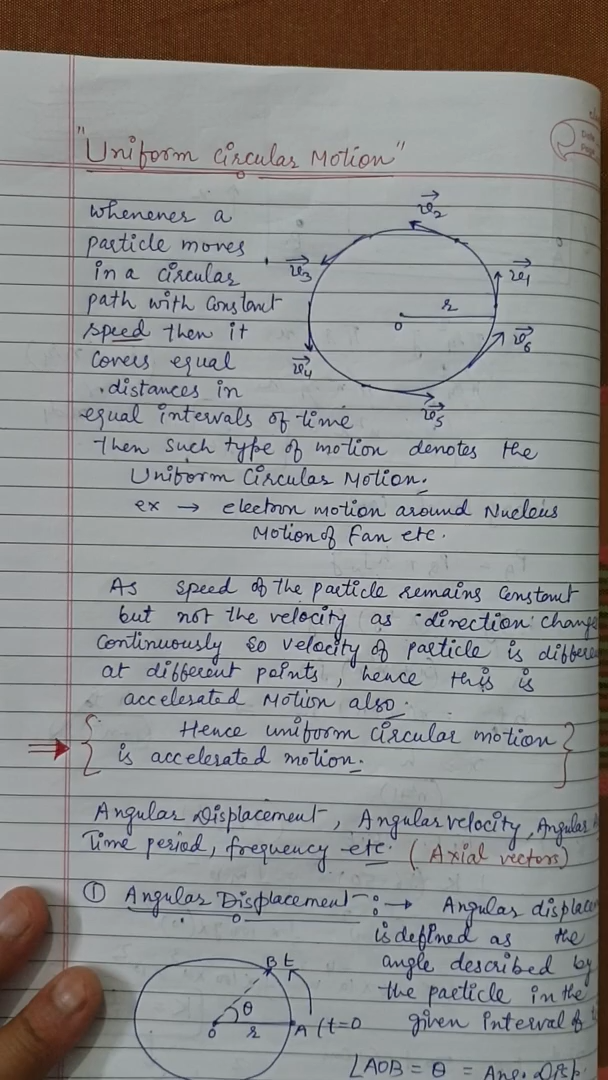 "Uniform Circular Motion"
whenever a
particle moves
in a circular
path with constant
speed then it
covers equal
distances in
equal intervals of time
then such type of motion denotes the
Uniform Circular Motion.
ex → electron motion around Nucleus
Motion of Fan etc.
v₂
v₃
v₁
r
o
v₆
v₄
v₅
As speed of the particle remains constant
but not the velocity as direction change
continuously so velocity of particle is differe
at different points, hence this is
accelerated Motion also.
⇒ { Hence uniform circular motion
is accelerated motion. }
Angular Displacement, Angular velocity, Angular
Time period, frequency etc. (Axial vectors)
① Angular Displacement :→ Angular displace
is defined as the
angle described by
the particle in the
given interval of
B t
θ
o r A (t=0
∠AOB = θ = Ang. Disp.